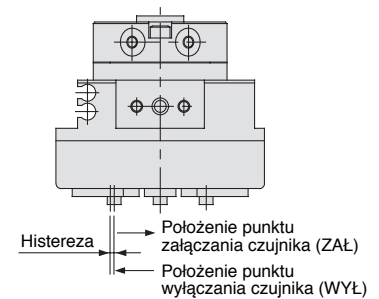 Położenie punktu
załączania czujnika (ZAŁ)
Histereza
Położenie punktu
wyłączania czujnika (WYŁ)